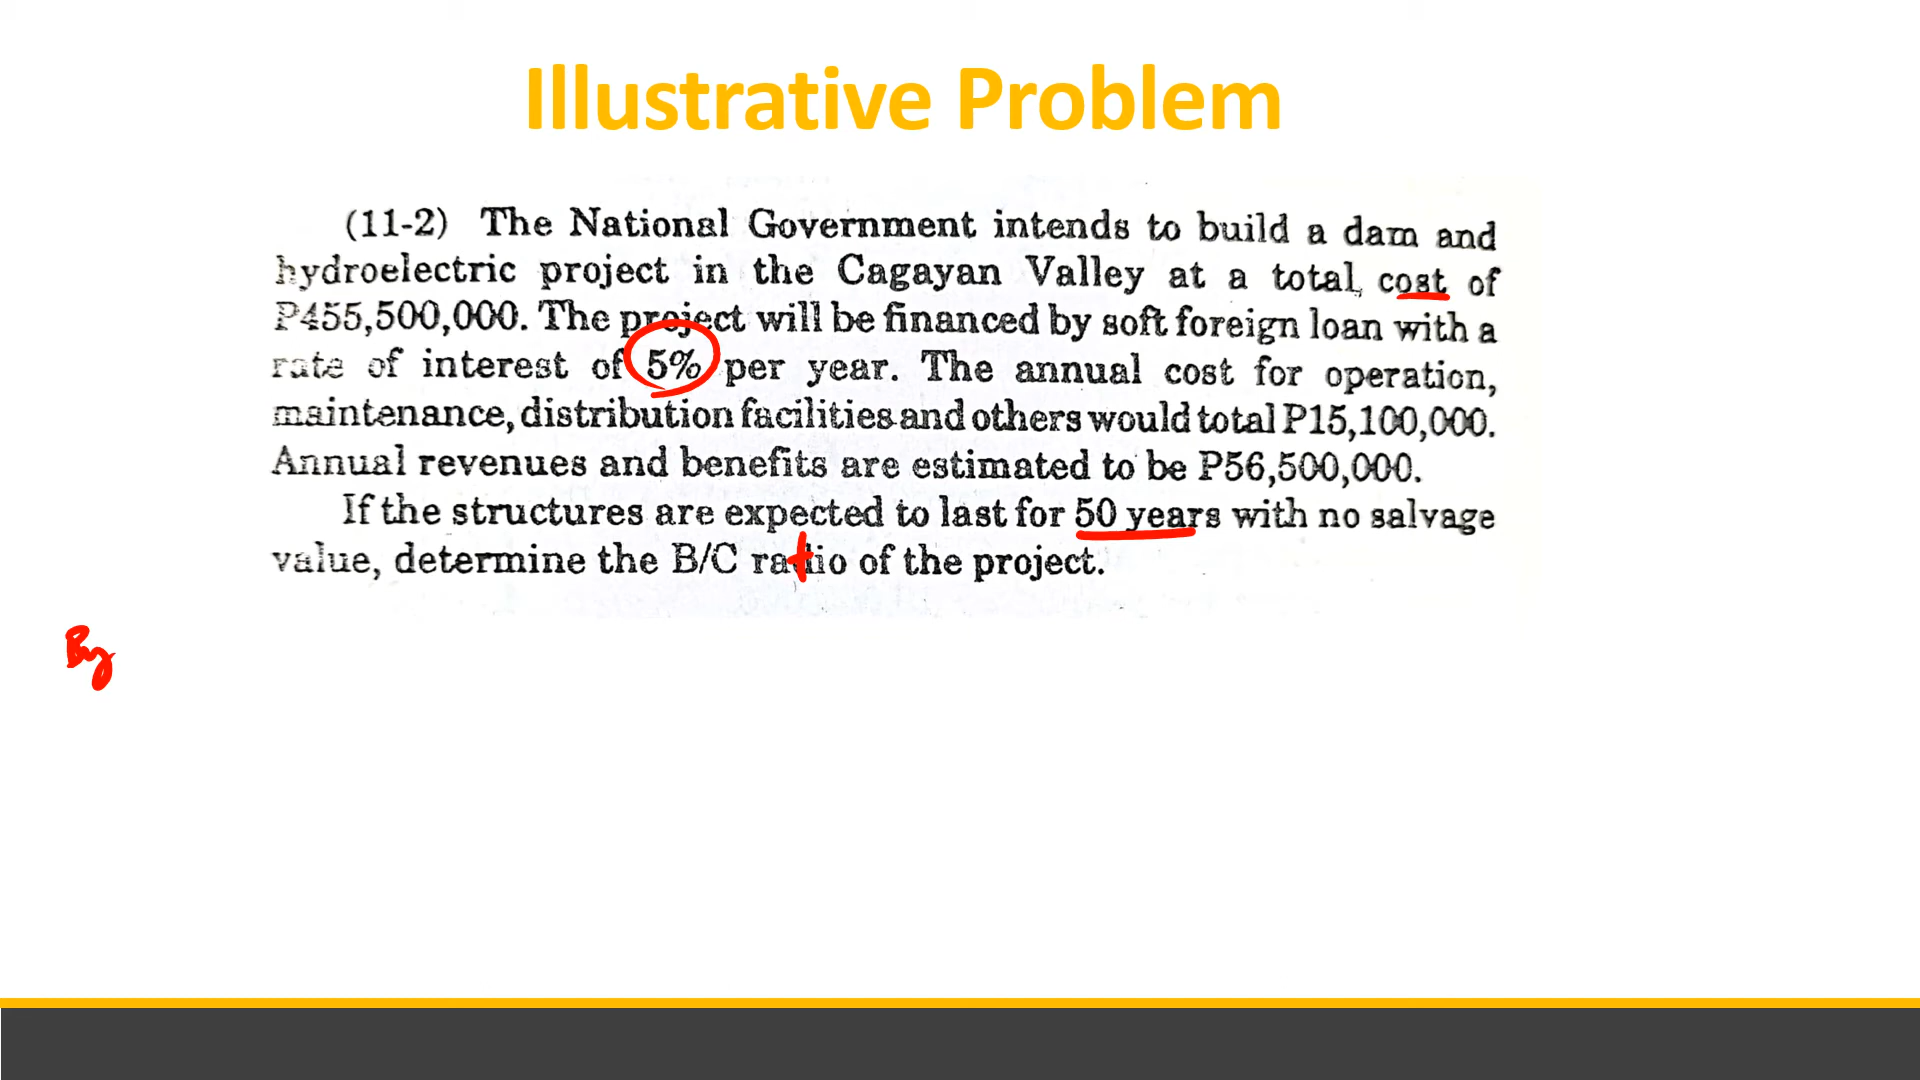 Illustrative Problem
(11-2) The National Government intends to build a dam and
hydroelectric project in the Cagayan Valley at a total cost of
P455,500,000. The project will be financed by soft foreign loan with a
rate of interest of 5% per year. The annual cost for operation,
maintenance, distribution facilities and others would total P15,100,000.
Annual revenues and benefits are estimated to be P56,500,000.
If the structures are expected to last for 50 years with no salvage
value, determine the B/C ratio of the project.
By